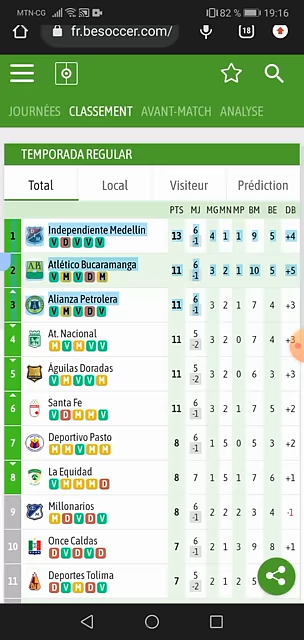 MTN-CG 82 % 19:16
fr.besoccer.com/ 18
JOURNÉES CLASSEMENT AVANT-MATCH ANALYSE
TEMPORADA REGULAR
Total Local Visiteur Prédiction
PTS MJ MG MN MP BM BE DB
1 Independiente Medellín 13 6 4 1 1 9 5 +4
V D V V V -1
2 Atlético Bucaramanga 11 6 3 2 1 10 5 +5
V M V D M -1
3 Alianza Petrolera 11 6 3 2 1 7 4 +3
V M V D V -1
4 At. Nacional 11 5 3 2 0 7 4 +3
M V M V V -2
5 Águilas Doradas 11 5 3 2 0 6 3 +3
V M V V M -2
6 Santa Fe 11 6 3 2 1 7 5 +2
V D M M V -1
7 Deportivo Pasto 8 6 1 5 0 5 3 +2
M M V M M -1
8 La Equidad 8 7 1 1 7 6 +1
V M M M D
9 Millonarios 8 6 2 2 2 3 4 -1
M D V D V -1
10 Once Caldas 7 6 2 1 3 9 8 +1
D V D V D -1
11 Deportes Tolima 7 5 2 1 2 5
D V M D V -2